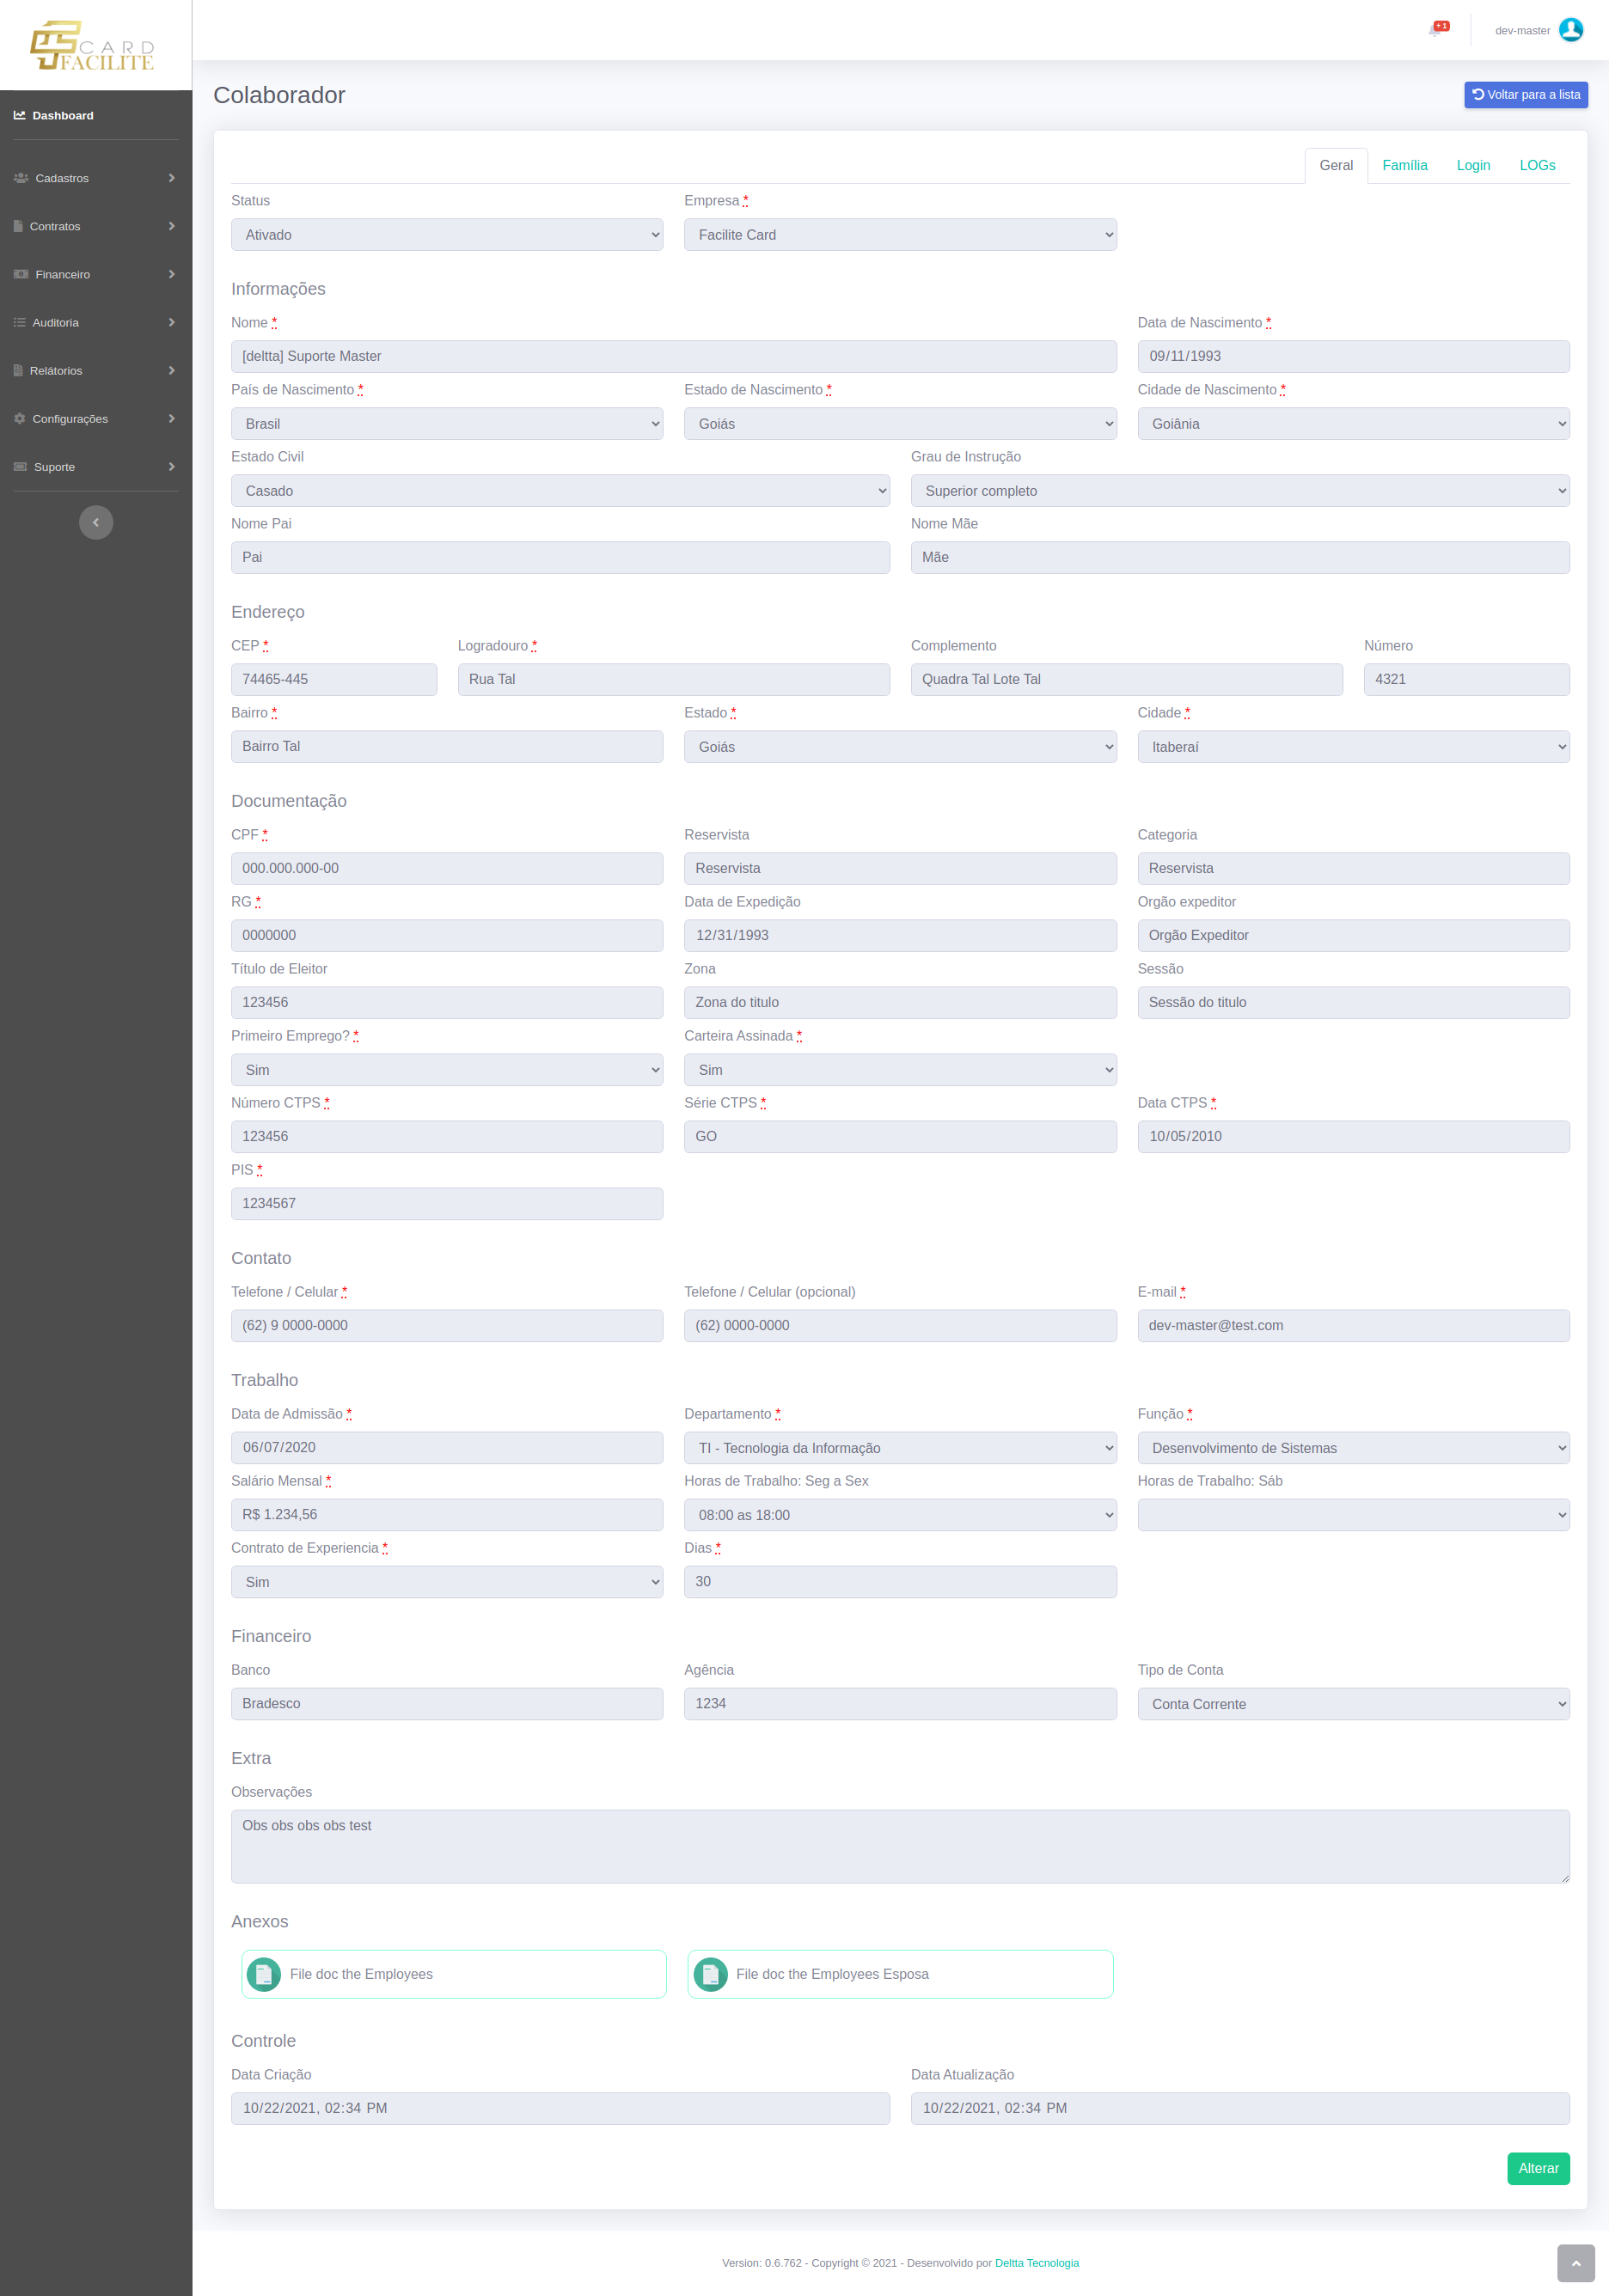 CARD
FACILITE
+ 1
dev-master
Dashboard
Cadastros
Contratos
Financeiro
Auditoria
Relátorios
Configurações
Suporte
Colaborador
Voltar para a lista
Geral Família Login LOGs
Status Empresa *
Ativado Facilite Card
Informações
Nome * Data de Nascimento *
[deltta] Suporte Master 09/11/1993
País de Nascimento * Estado de Nascimento * Cidade de Nascimento *
Brasil Goiás Goiânia
Estado Civil Grau de Instrução
Casado Superior completo
Nome Pai Nome Mãe
Pai Mãe
Endereço
CEP * Logradouro * Complemento Número
74465-445 Rua Tal Quadra Tal Lote Tal 4321
Bairro * Estado * Cidade *
Bairro Tal Goiás Itaberaí
Documentação
CPF * Reservista Categoria
000.000.000-00 Reservista Reservista
RG * Data de Expedição Orgão expeditor
0000000 12/31/1993 Orgão Expeditor
Título de Eleitor Zona Sessão
123456 Zona do titulo Sessão do titulo
Primeiro Emprego? * Carteira Assinada *
Sim Sim
Número CTPS * Série CTPS * Data CTPS *
123456 GO 10/05/2010
PIS *
1234567
Contato
Telefone / Celular * Telefone / Celular (opcional) E-mail *
(62) 9 0000-0000 (62) 0000-0000 dev-master@test.com
Trabalho
Data de Admissão * Departamento * Função *
06/07/2020 TI - Tecnologia da Informação Desenvolvimento de Sistemas
Salário Mensal * Horas de Trabalho: Seg a Sex Horas de Trabalho: Sáb
R$ 1.234,56 08:00 as 18:00
Contrato de Experiencia * Dias *
Sim 30
Financeiro
Banco Agência Tipo de Conta
Bradesco 1234 Conta Corrente
Extra
Observações
Obs obs obs obs test
Anexos
File doc the Employees File doc the Employees Esposa
Controle
Data Criação Data Atualização
10/22/2021, 02:34 PM 10/22/2021, 02:34 PM
Alterar
Version: 0.6.762 - Copyright © 2021 - Desenvolvido por Deltta Tecnologia